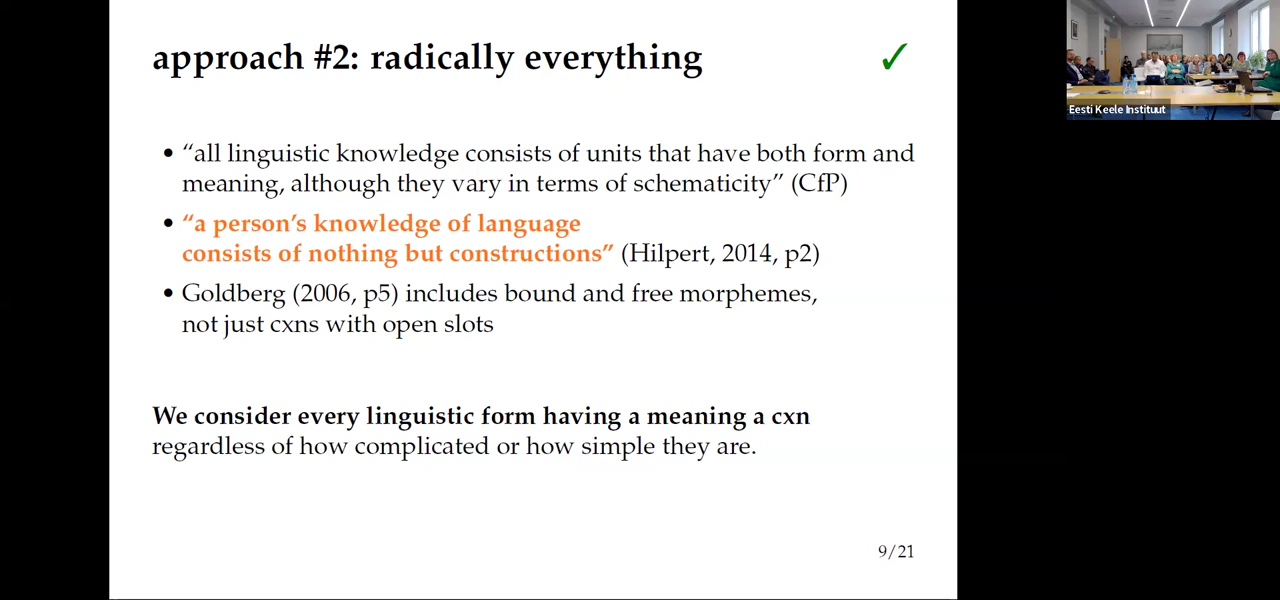 approach #2: radically everything ✓
• “all linguistic knowledge consists of units that have both form and
meaning, although they vary in terms of schematicity” (CfP)
• “a person’s knowledge of language
consists of nothing but constructions” (Hilpert, 2014, p2)
• Goldberg (2006, p5) includes bound and free morphemes,
not just cxns with open slots
We consider every linguistic form having a meaning a cxn
regardless of how complicated or how simple they are.
9/21
Eesti Keele Instituut